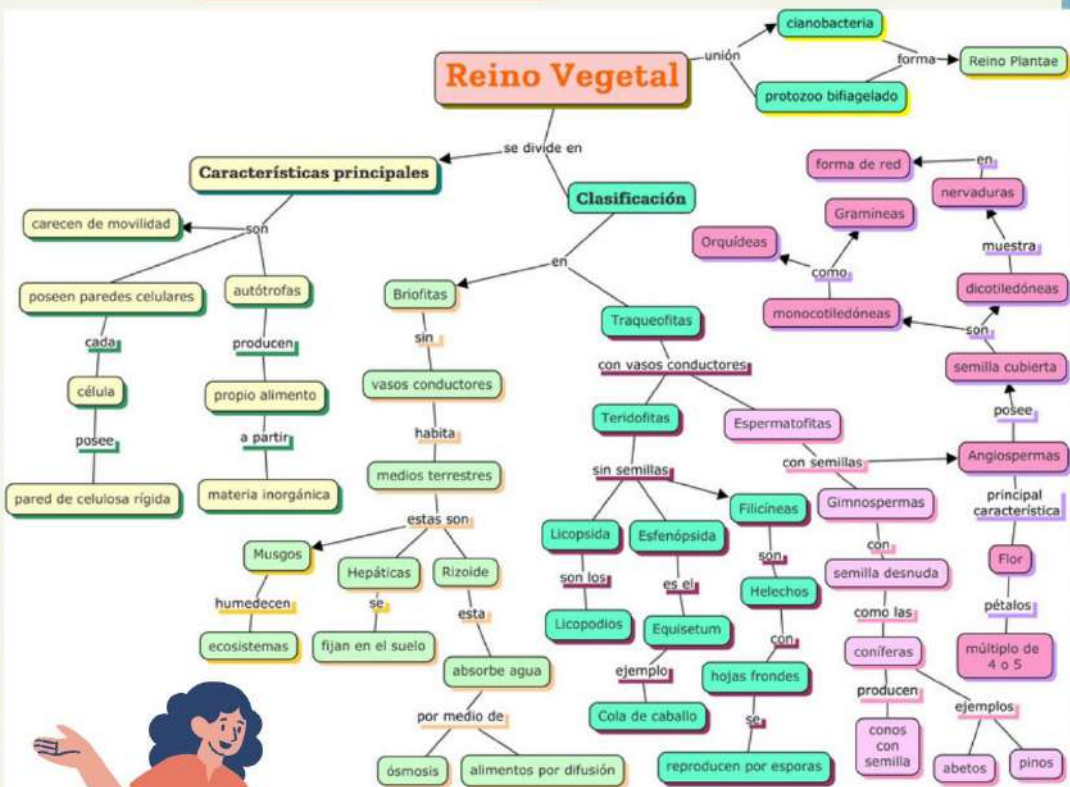 Reino Vegetal
unión
cianobacteria
protozoo bifiagelado
forma
Reino Plantae
se divide en
Características principales
son
carecen de movilidad
poseen paredes celulares
cada
célula
posee
pared de celulosa rígida
autótrofas
producen
propio alimento
a partir
materia inorgánica
Clasificación
en
Briofitas
sin
vasos conductores
habita
medios terrestres
estas son
Musgos
humedecen
ecosistemas
Hepáticas
se
fijan en el suelo
Rizoide
esta
absorbe agua
por medio de
ósmosis
alimentos por difusión
Traqueofitas
con vasos conductores
Teridofitas
sin semillas
Licopsida
son los
Licopodios
Esfenópsida
es el
Equisetum
ejemplo
Cola de caballo
Filicíneas
son
Helechos
con
hojas frondes
se
reproducen por esporas
Espermatofitas
con semillas
Gimnospermas
con
semilla desnuda
como las
coníferas
producen
conos
con
semilla
ejemplos
abetos
pinos
Angiospermas
principal
característica
Flor
pétalos
múltiplo de
4 o 5
posee
semilla cubierta
son
monocotiledóneas
como
Orquídeas
Gramineas
dicotiledóneas
muestra
nervaduras
en
forma de red